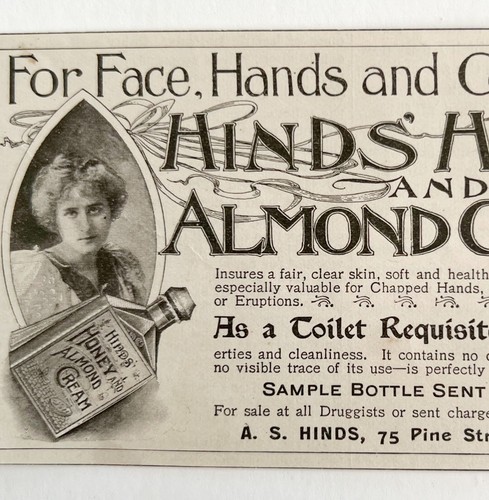 For Face, Hands and C
HINDS' H
AND
ALMOND C
Insures a fair, clear skin, soft and health
especially valuable for Chapped Hands,
or Eruptions.
As a Toilet Requisite
erties and cleanliness. It contains no
no visible trace of its use—is perfectly
SAMPLE BOTTLE SENT
For sale at all Druggists or sent charge
A. S. HINDS, 75 Pine Str
HINDS'
HONEY AND
ALMOND
CREAM